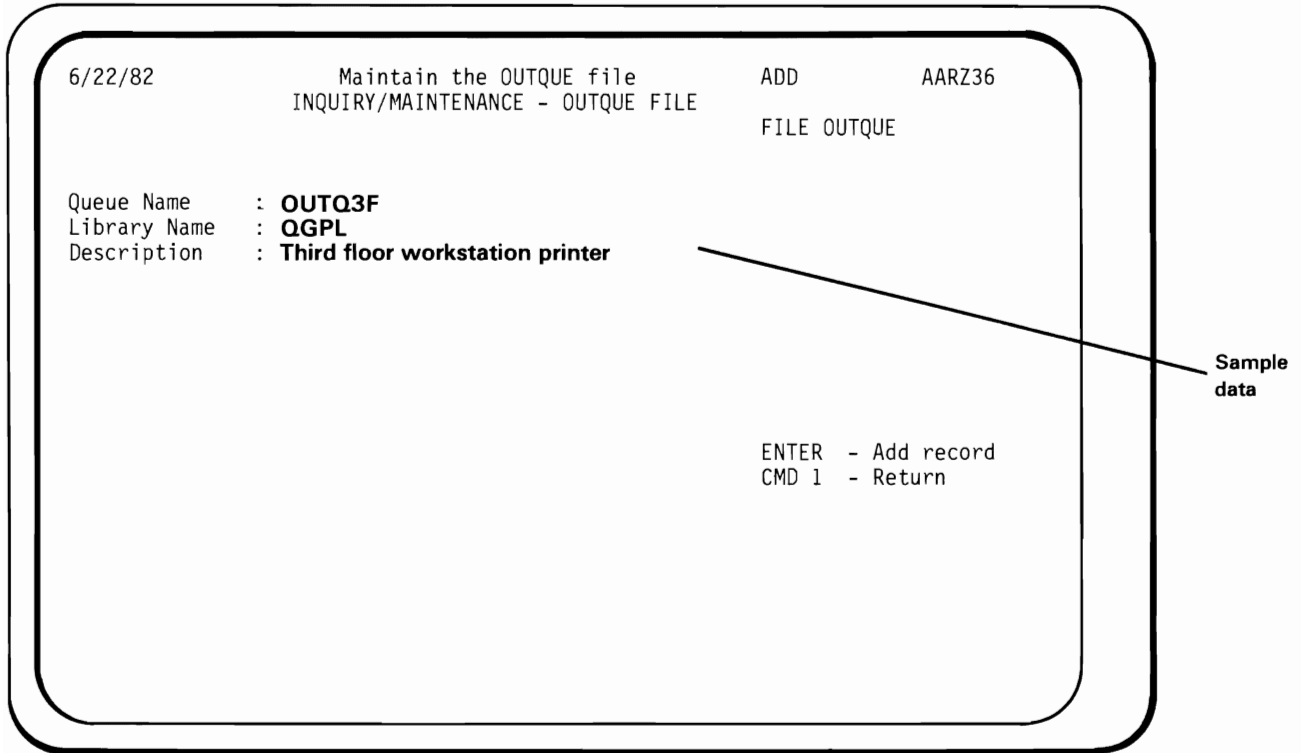 6/22/82 Maintain the OUTQUE file ADD AARZ36
INQUIRY/MAINTENANCE - OUTQUE FILE
FILE OUTQUE
Queue Name : OUTQ3F
Library Name : QGPL
Description : Third floor workstation printer
Sample
data
ENTER - Add record
CMD 1 - Return